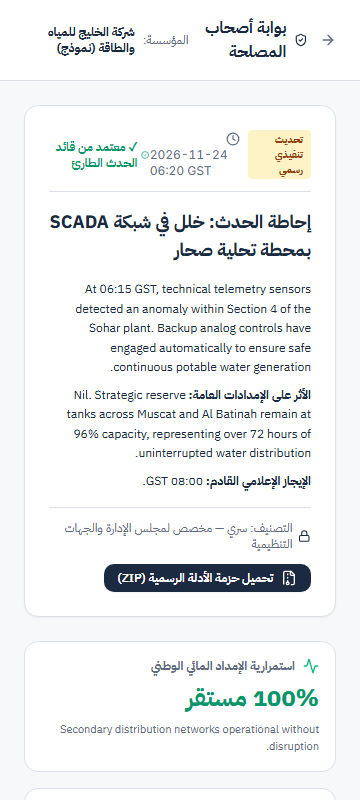 بوابة أصحاب المصلحة
المؤسسة:
شركة الخليج للمياه والطاقة (نموذج)
تحديث تنفيذي رسمي
2026-11-24 06:20 GST
✓ معتمد من قائد الحدث الطارئ
إحاطة الحدث: خلل في شبكة SCADA
بمحطة تحلية صحار
At 06:15 GST, technical telemetry sensors
detected an anomaly within Section 4 of the
Sohar plant. Backup analog controls have
engaged automatically to ensure safe
continuous potable water generation.
الأثر على الإمدادات العامة: Nil. Strategic reserve
tanks across Muscat and Al Batinah remain at
96% capacity, representing over 72 hours of
uninterrupted water distribution.
الإيجاز الإعلامي القادم: 08:00 GST.
التصنيف: سري — مخصص لمجلس الإدارة والجهات
التنظيمية
تحميل حزمة الأدلة الرسمية (ZIP)
استمرارية الإمداد المائي الوطني
100% مستقر
Secondary distribution networks operational without
disruption.